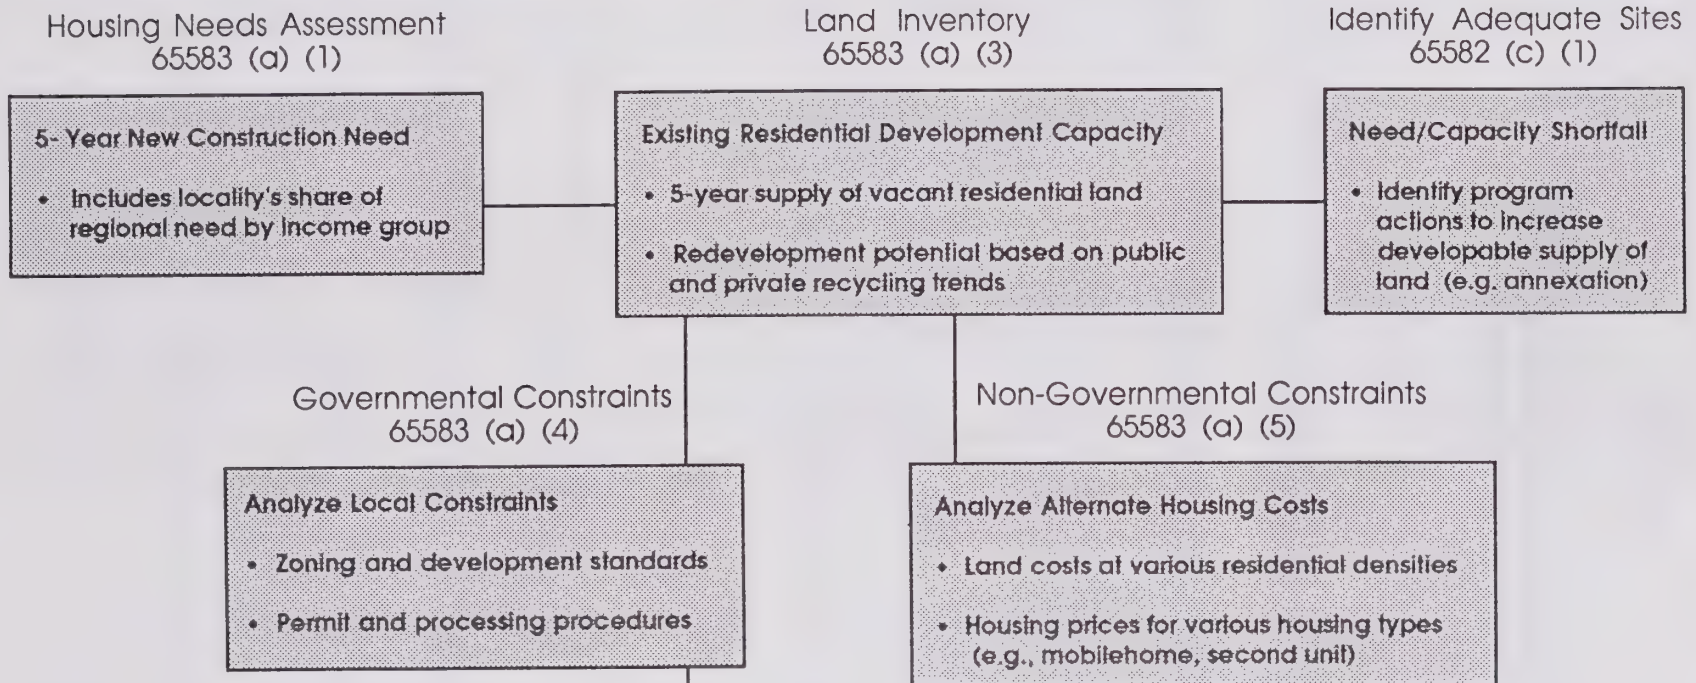 Housing Needs Assessment
65583 (a) (1)
5- Year New Construction Need
• Includes locality's share of
regional need by income group
Land Inventory
65583 (a) (3)
Existing Residential Development Capacity
• 5-year supply of vacant residential land
• Redevelopment potential based on public
and private recycling trends
Identify Adequate Sites
65582 (c) (1)
Need/Capacity Shortfall
• Identify program
actions to increase
developable supply of
land (e.g. annexation)
Governmental Constraints
65583 (a) (4)
Analyze Local Constraints
• Zoning and development standards
• Permit and processing procedures
Non-Governmental Constraints
65583 (a) (5)
Analyze Alternate Housing Costs
• Land costs at various residential densities
• Housing prices for various housing types
(e.g., mobilehome, second unit)